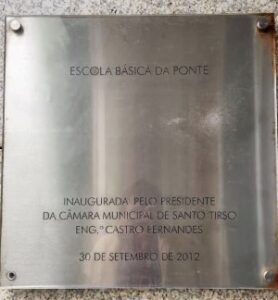 ESCOLA BÁSICA DA PONTE
INAUGURADA PELO PRESIDENTE
DA CÂMARA MUNICIPAL DE SANTO TIRSO
ENG.º CASTRO FERNANDES
30 DE SETEMBRO DE 2012